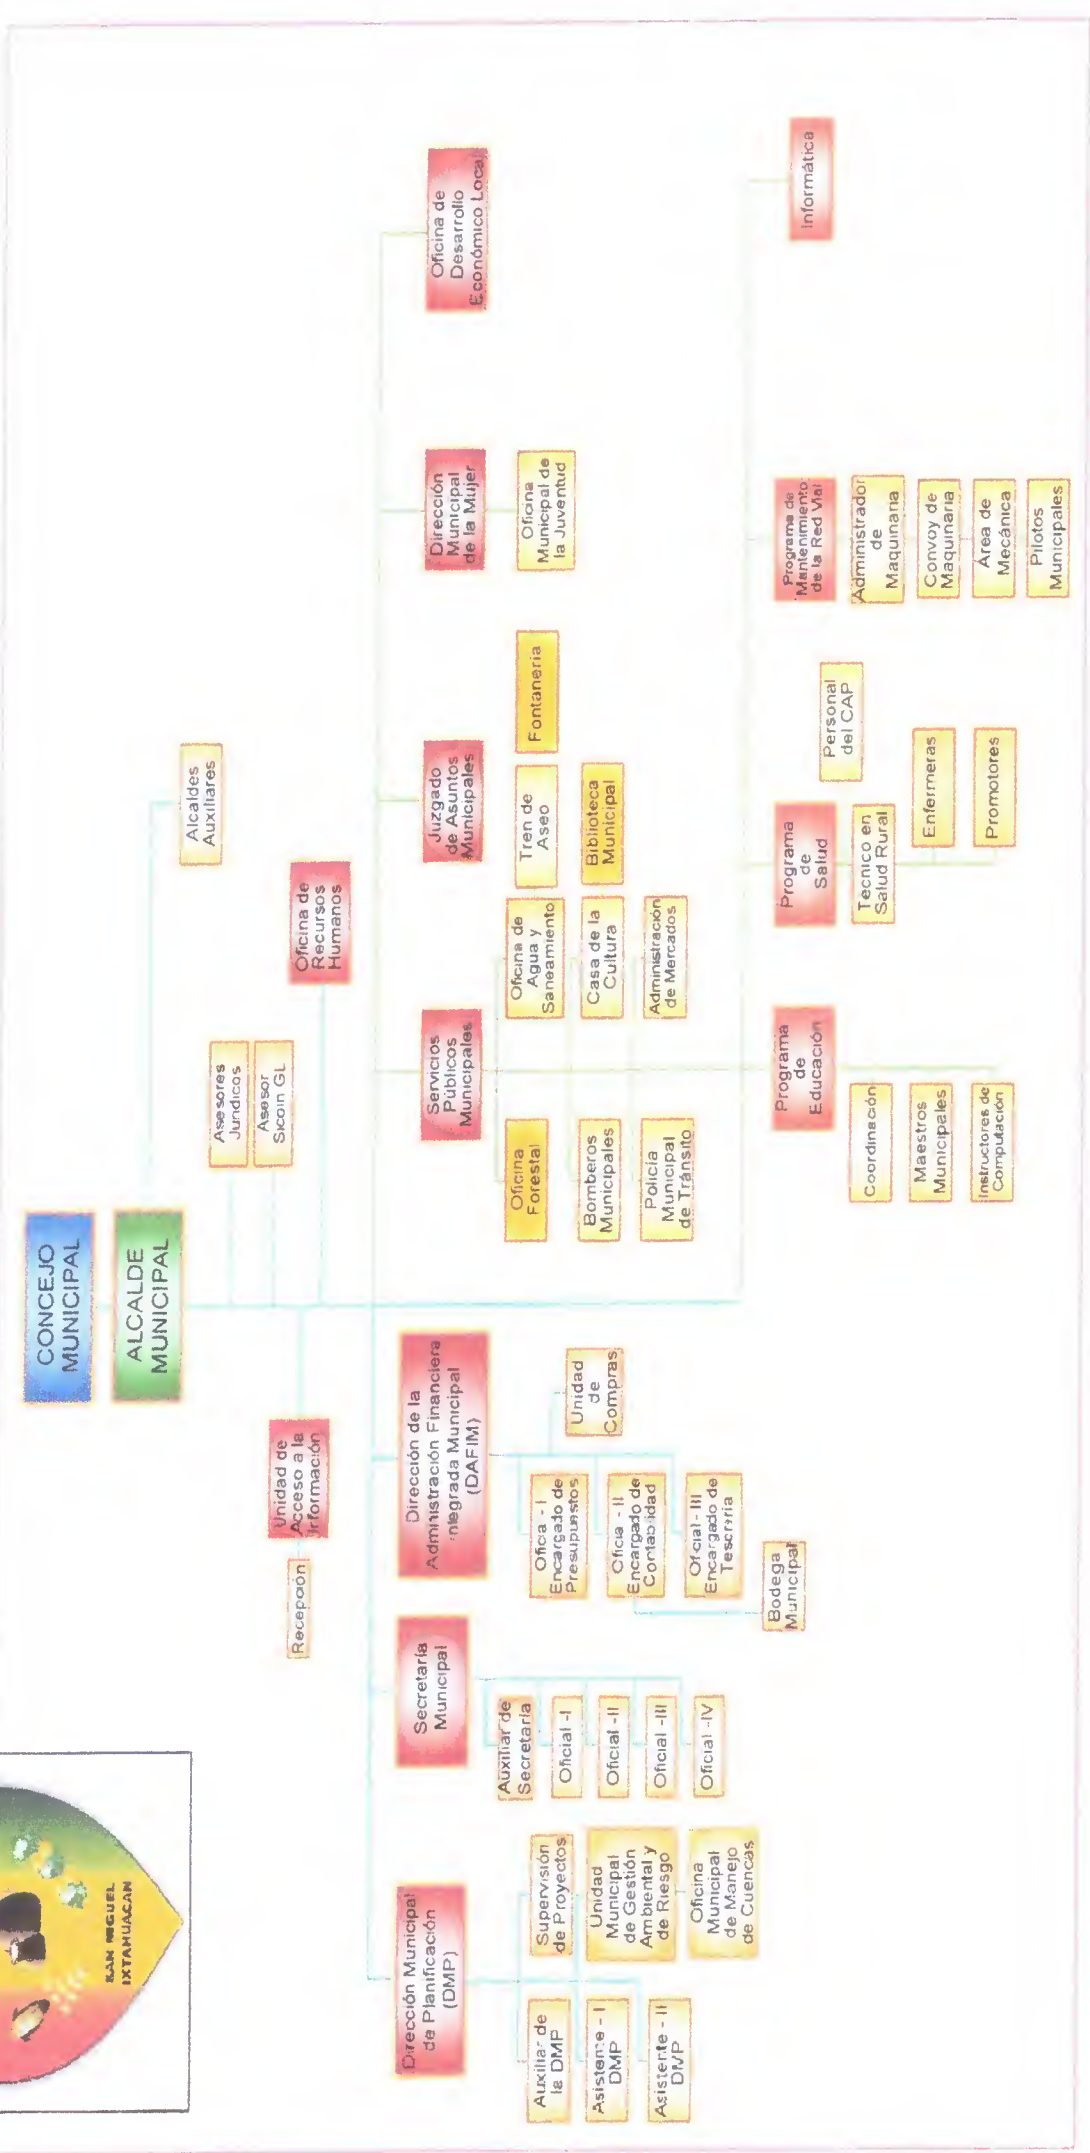 SAN MIGUEL
IXTAHUACAN
CONCEJO
MUNICIPAL
ALCALDE
MUNICIPAL
Alcaldes
Auxiliares
Asesores
Jurídicos
Asesor
Sicoin GL
Unidad de
Acceso a la
Información
Recepción
Oficina de
Recursos
Humanos
Dirección Municipal
de Planificación
(DMP)
Secretaría
Municipal
Dirección de la
Administración Financiera
Integrada Municipal
(DAFIM)
Servicios
Públicos
Municipales
Juzgado
de Asuntos
Municipales
Dirección
Municipal
de la Mujer
Oficina de
Desarrollo
Económico Local
Auxiliar de
la DMP
Supervisión
de Proyectos
Asistente - I
DMP
Unidad
Municipal
de Gestión
Ambiental y
de Riesgo
Asistente - II
DMP
Oficina
Municipal
de Manejo
de Cuencas
Auxiliar de
Secretaría
Oficial -I
Oficial -II
Oficial -III
Oficial -IV
Unidad
de
Compras
Oficia - I
Encargado de
Presupuestos
Oficia - II
Encargado de
Contabilidad
Oficial - III
Encargado de
Tesoreria
Bodega
Municipal
Oficina
Forestal
Oficina de
Agua y
Saneamiento
Tren de
Aseo
Fontaneria
Bomberos
Municipales
Casa de la
Cultura
Biblioteca
Municipal
Policía
Municipal
de Tránsito
Administración
de Mercados
Oficina
Municipal de
la Juventud
Programa
de
Educación
Programa
de
Salud
Programa de
Mantenimiento
de la Red Vial
Informática
Coordinación
Maestros
Municipales
Instructores de
Computación
Personal
del CAP
Tecnico en
Salud Rural
Enfermeras
Promotores
Administrador
de
Maquinaria
Convoy de
Maquinaria
Área de
Mecánica
Pilotos
Municipales